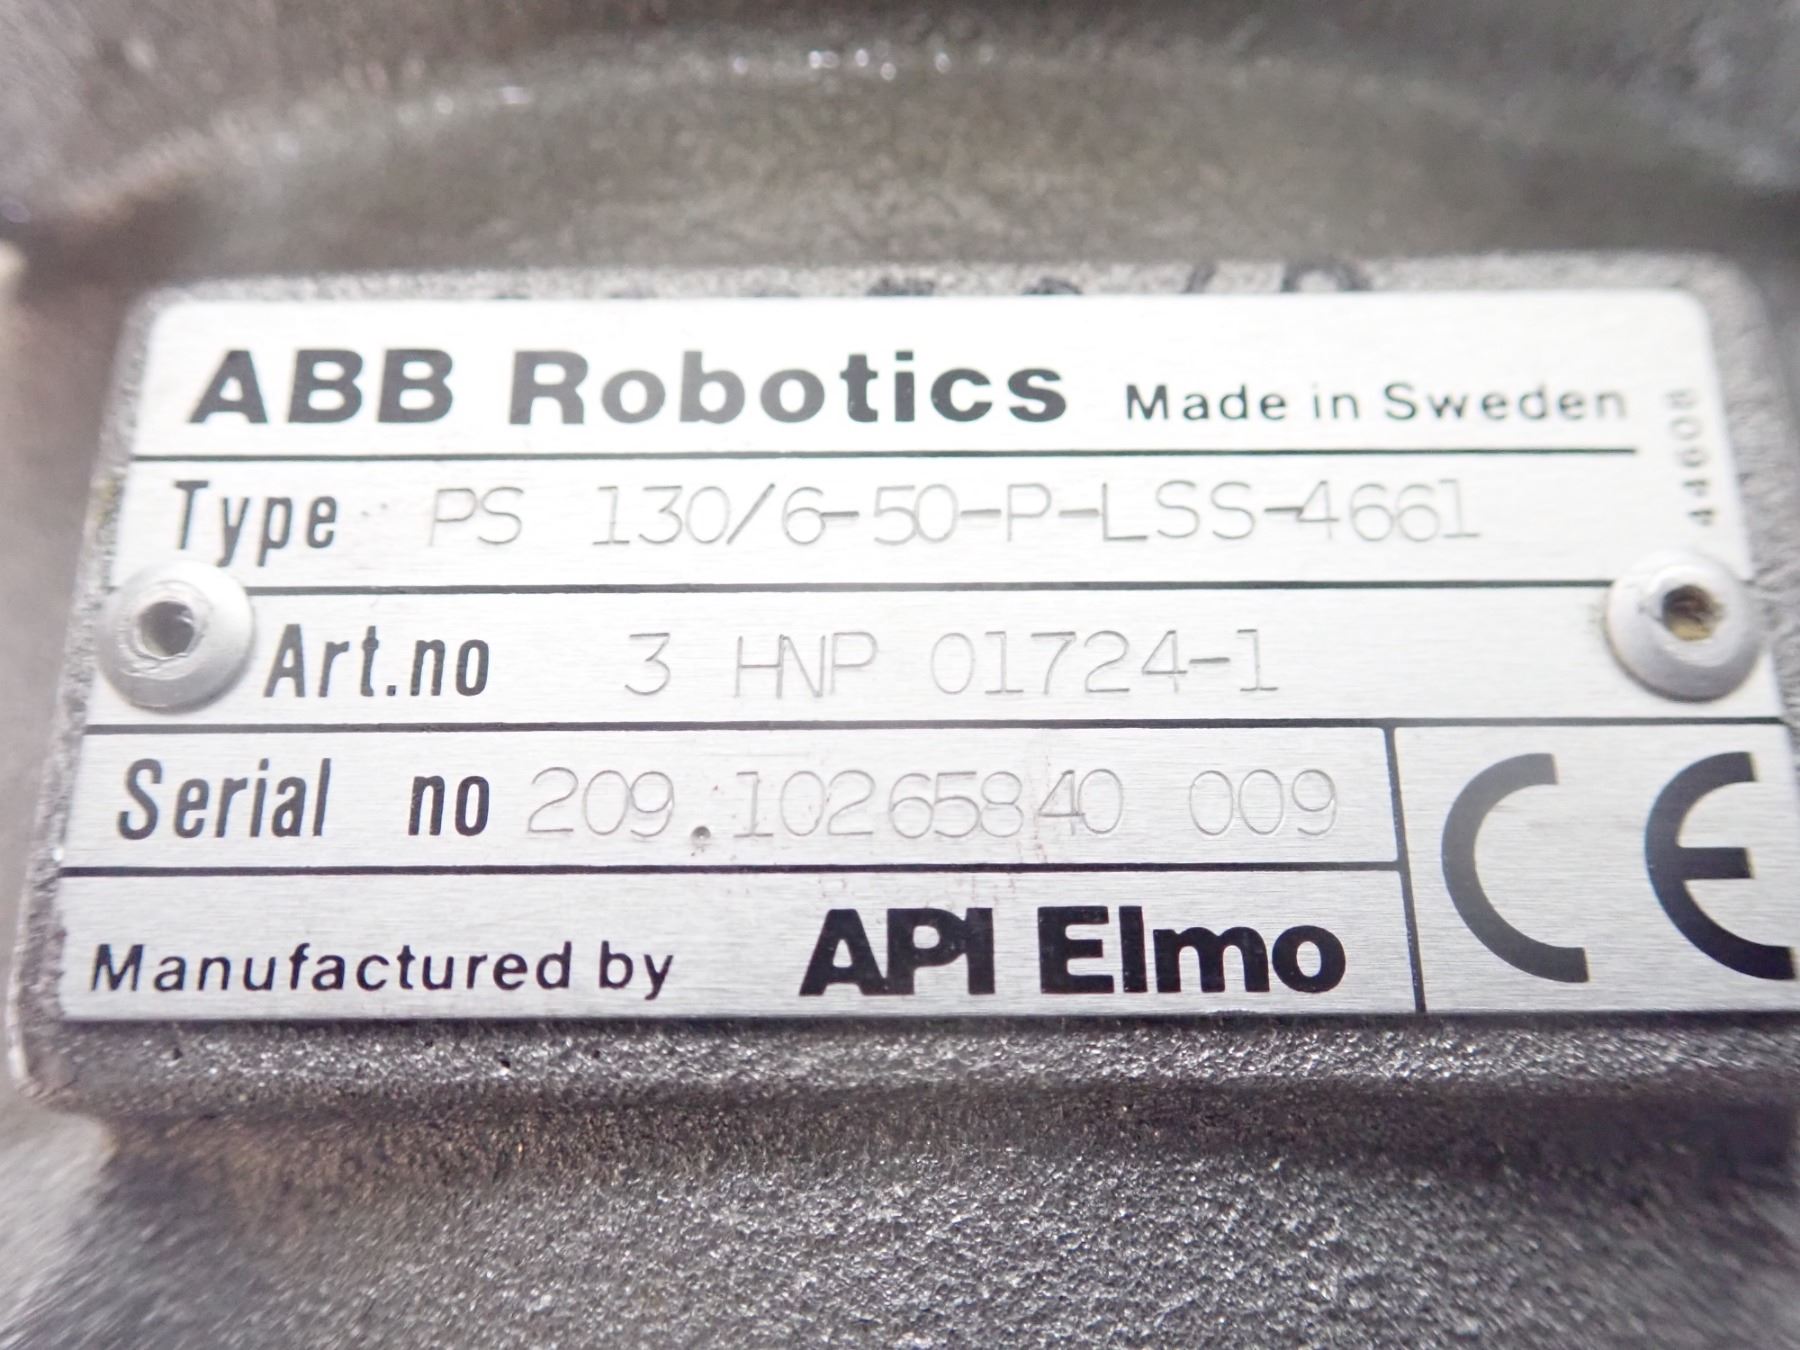 ABB Robotics Made in Sweden
44608
Type PS 130/6-50-P-LSS-4661
Art.no 3 HNP 01724-1
Serial no 209.10265840 009
Manufactured by API Elmo
CE